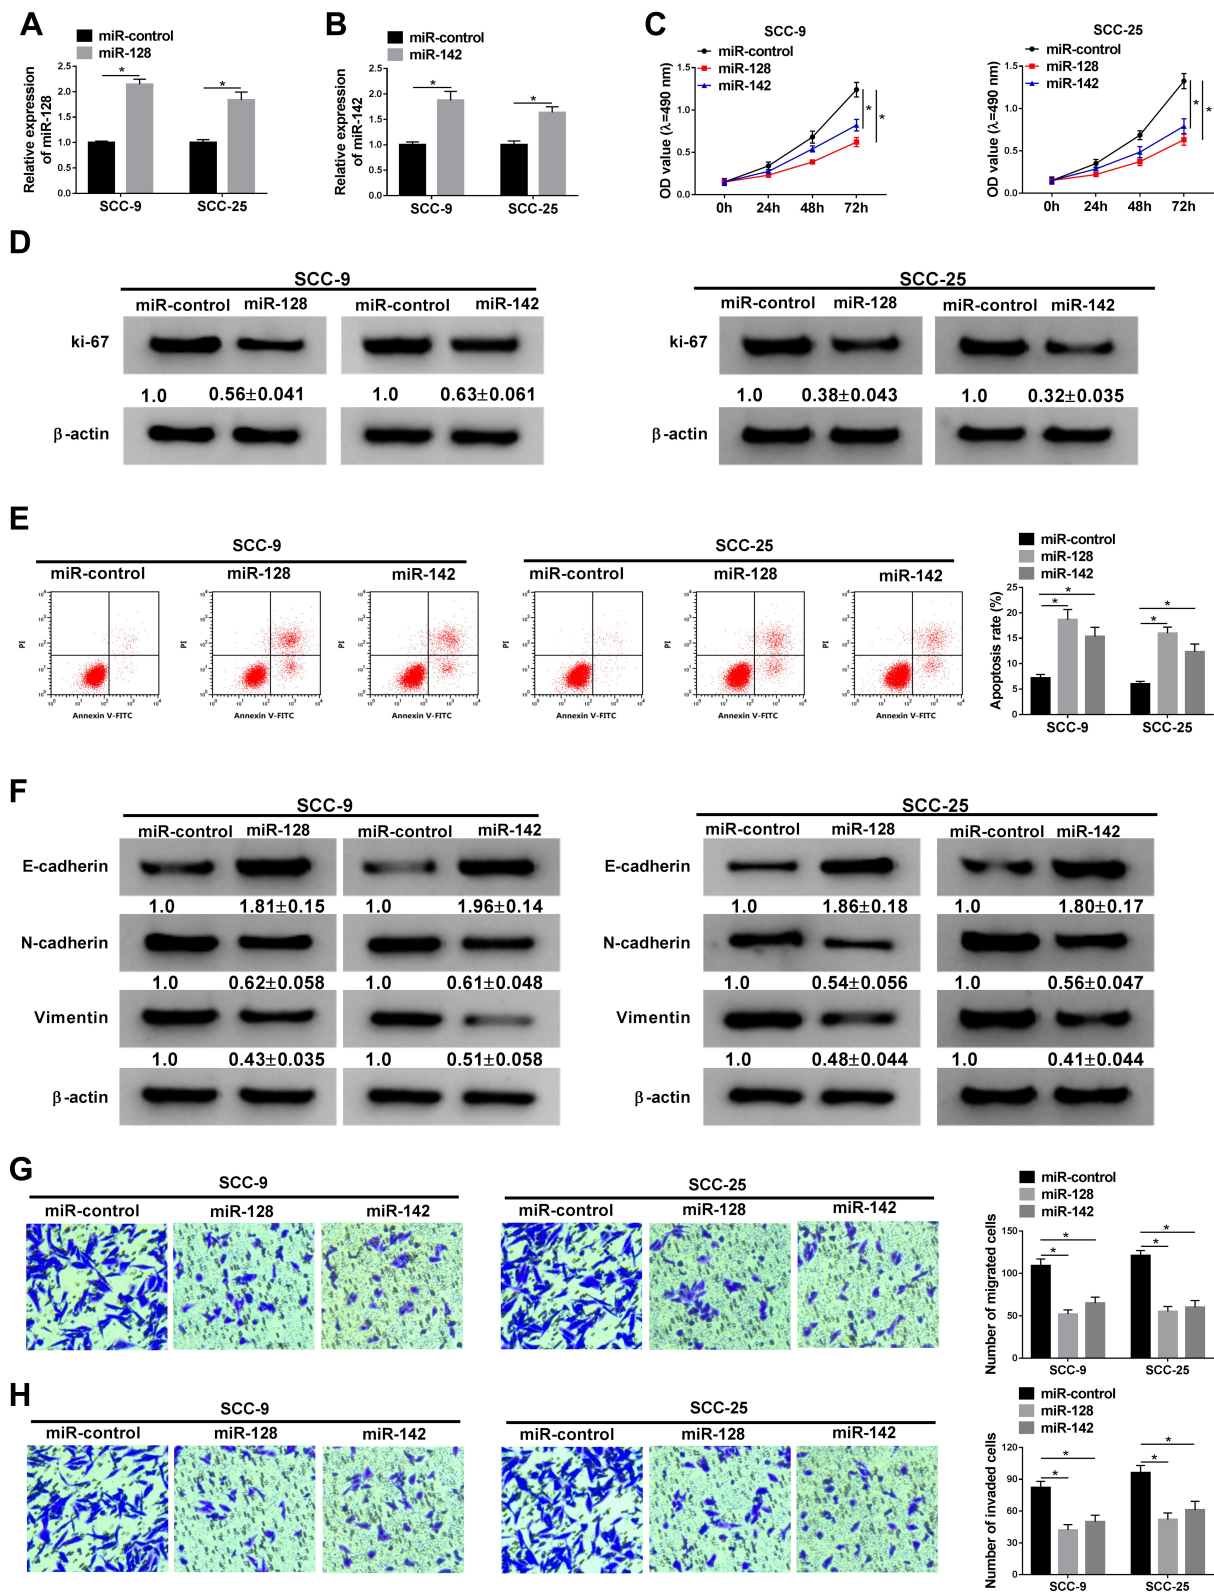 A
miR-control
miR-128
Relative expression
of miR-128
2.5
2.0
1.5
1.0
0.5
0.0
*
*
SCC-9 SCC-25
B
miR-control
miR-142
Relative expression
of miR-142
2.5
2.0
1.5
1.0
0.5
0.0
*
*
SCC-9 SCC-25
C
SCC-9
miR-control
miR-128
miR-142
OD value (λ=490 nm)
1.5
1.0
0.5
0.0
* *
0h 24h 48h 72h
SCC-25
miR-control
miR-128
miR-142
OD value (λ=490 nm)
1.5
1.0
0.5
0.0
* *
0h 24h 48h 72h
D
SCC-9
miR-control miR-128 miR-control miR-142
ki-67
1.0 0.56±0.041 1.0 0.63±0.061
β-actin
SCC-25
miR-control miR-128 miR-control miR-142
ki-67
1.0 0.38±0.043 1.0 0.32±0.035
β-actin
E
SCC-9
miR-control miR-128 miR-142
PI PI PI
Annexin V-FITC Annexin V-FITC Annexin V-FITC
SCC-25
miR-control miR-128 miR-142
PI PI PI
Annexin V-FITC Annexin V-FITC Annexin V-FITC
miR-control
miR-128
miR-142
Apoptosis rate (%)
25
20
15
10
5
0
* *
* *
SCC-9 SCC-25
F
SCC-9
miR-control miR-128 miR-control miR-142
E-cadherin
1.0 1.81±0.15 1.0 1.96±0.14
N-cadherin
1.0 0.62±0.058 1.0 0.61±0.048
Vimentin
1.0 0.43±0.035 1.0 0.51±0.058
β-actin
SCC-25
miR-control miR-128 miR-control miR-142
E-cadherin
1.0 1.86±0.18 1.0 1.80±0.17
N-cadherin
1.0 0.54±0.056 1.0 0.56±0.047
Vimentin
1.0 0.48±0.044 1.0 0.41±0.044
β-actin
G
SCC-9
miR-control miR-128 miR-142
SCC-25
miR-control miR-128 miR-142
miR-control
miR-128
miR-142
Number of migrated cells
150
100
50
0
* *
* *
SCC-9 SCC-25
H
SCC-9
miR-control miR-128 miR-142
SCC-25
miR-control miR-128 miR-142
miR-control
miR-128
miR-142
Number of invaded cells
120
90
60
30
0
* *
* *
SCC-9 SCC-25